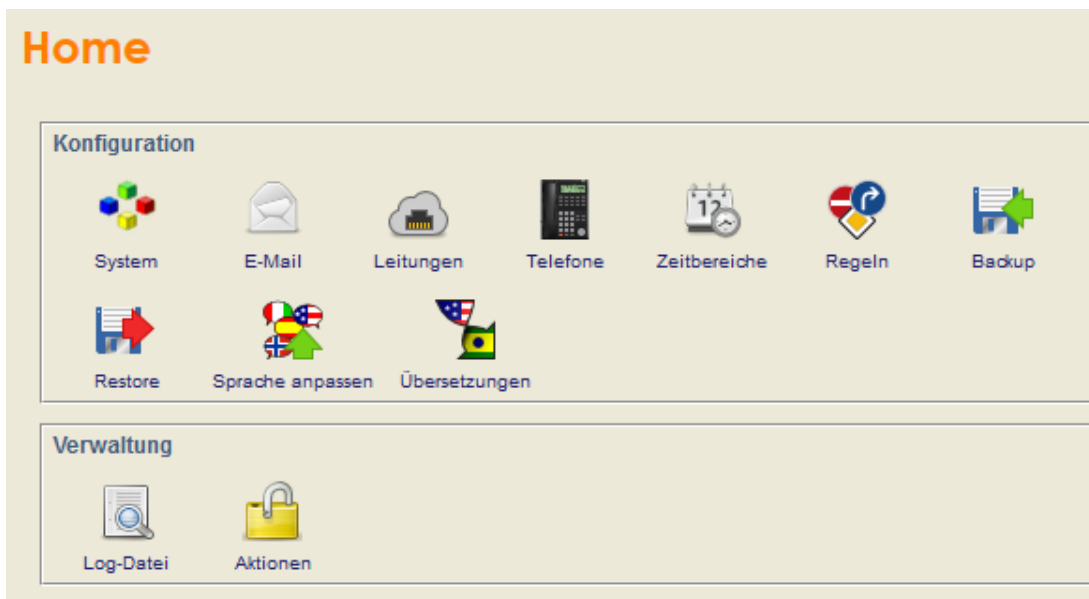 Home
Konfiguration
System E-Mail Leitungen Telefone Zeitbereiche Regeln Backup
Restore Sprache anpassen Übersetzungen
Verwaltung
Log-Datei Aktionen